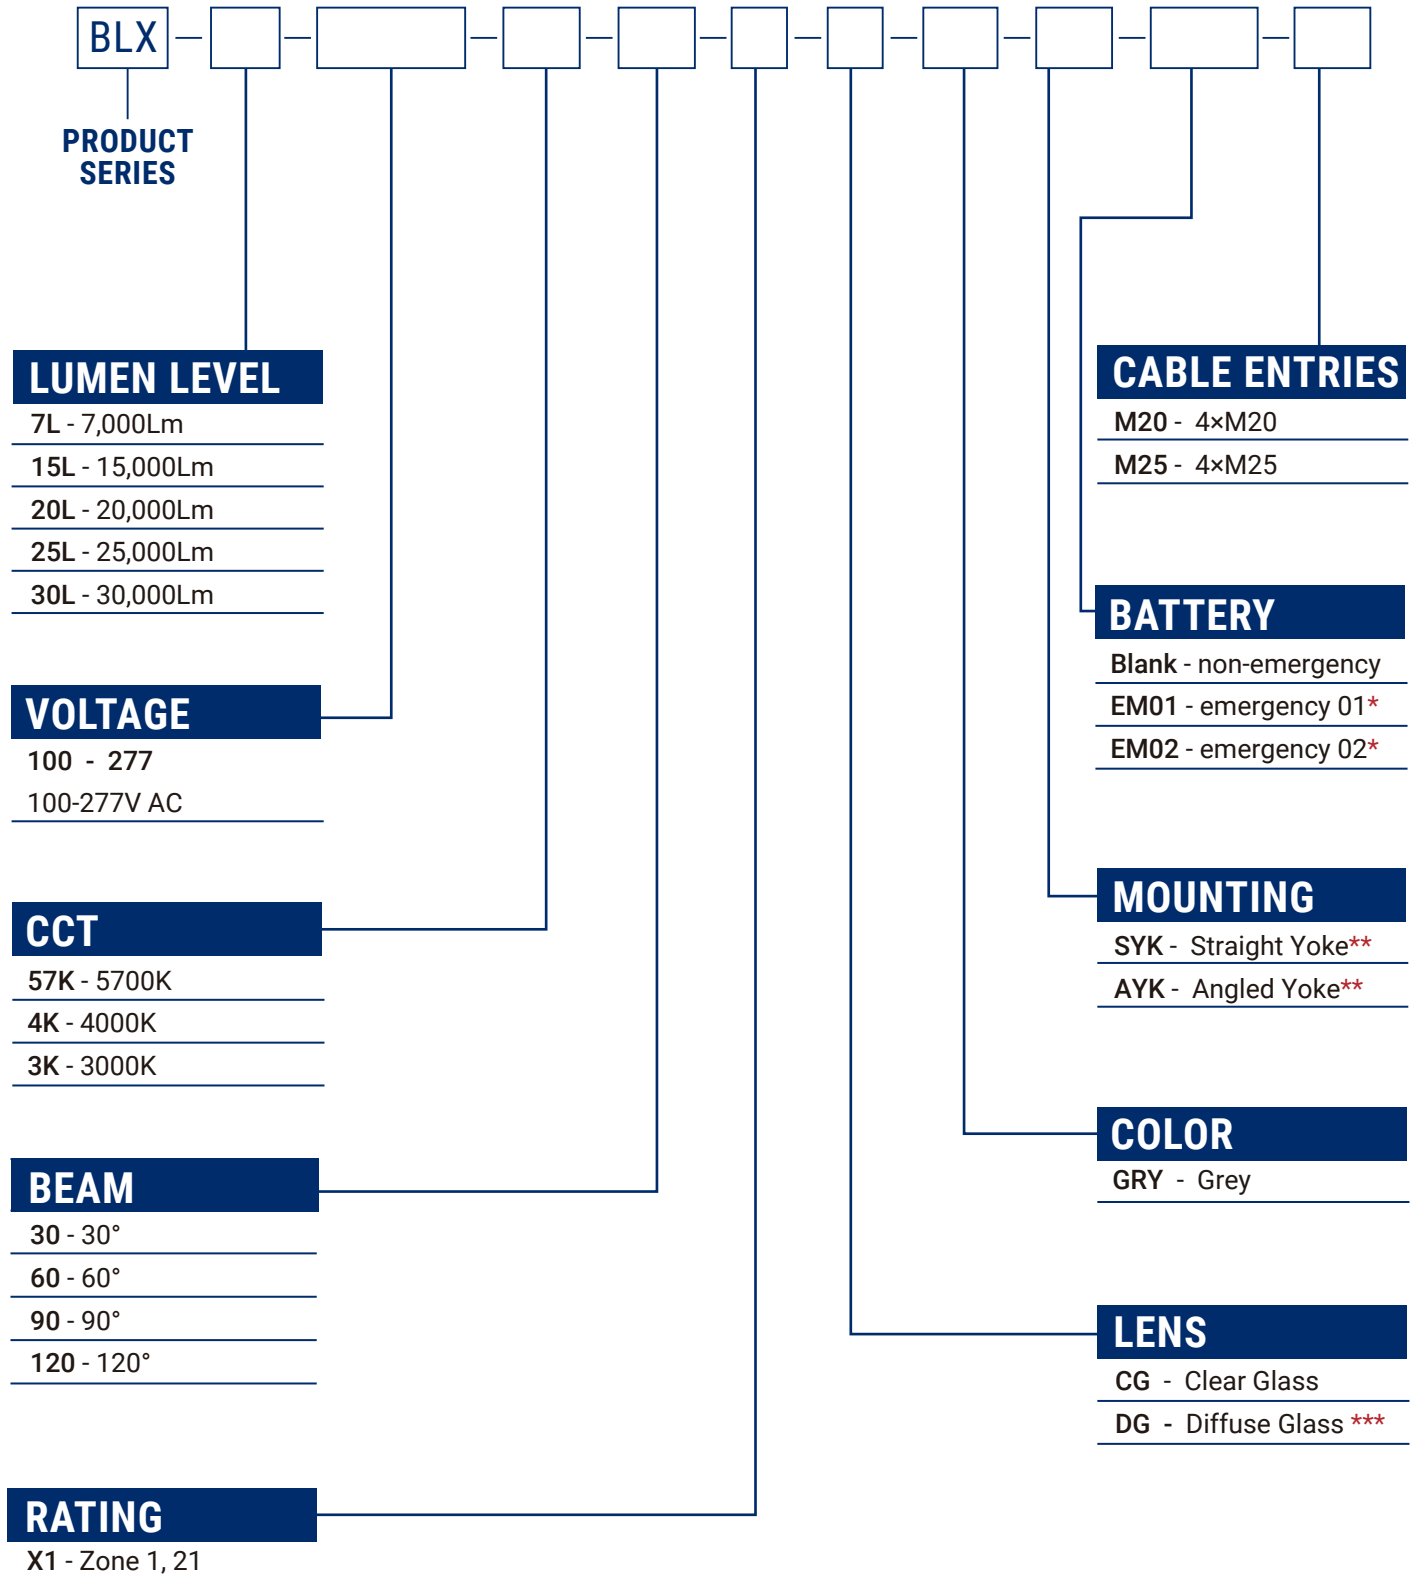 BLX
PRODUCT
SERIES
LUMEN LEVEL
7L - 7,000Lm
15L - 15,000Lm
20L - 20,000Lm
25L - 25,000Lm
30L - 30,000Lm
VOLTAGE
100 - 277
100-277V AC
CCT
57K - 5700K
4K - 4000K
3K - 3000K
BEAM
30 - 30°
60 - 60°
90 - 90°
120 - 120°
RATING
X1 - Zone 1, 21
CABLE ENTRIES
M20 - 4×M20
M25 - 4×M25
BATTERY
Blank - non-emergency
EM01 - emergency 01*
EM02 - emergency 02*
MOUNTING
SYK - Straight Yoke**
AYK - Angled Yoke**
COLOR
GRY - Grey
LENS
CG - Clear Glass
DG - Diffuse Glass ***